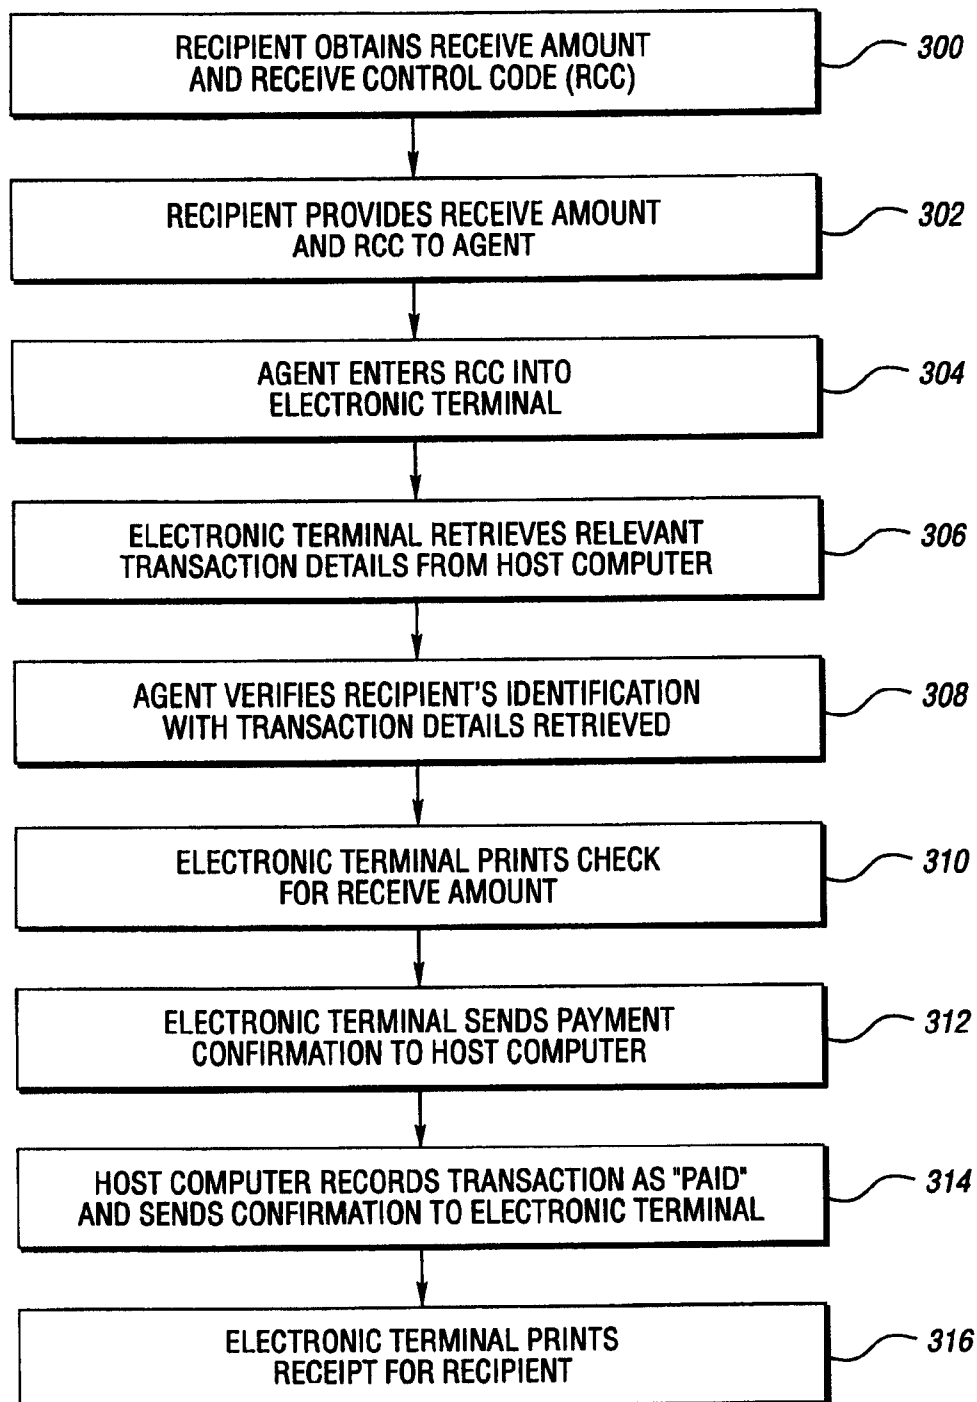 RECIPIENT OBTAINS RECEIVE AMOUNT
AND RECEIVE CONTROL CODE (RCC)
300
RECIPIENT PROVIDES RECEIVE AMOUNT
AND RCC TO AGENT
302
AGENT ENTERS RCC INTO
ELECTRONIC TERMINAL
304
ELECTRONIC TERMINAL RETRIEVES RELEVANT
TRANSACTION DETAILS FROM HOST COMPUTER
306
AGENT VERIFIES RECIPIENT'S IDENTIFICATION
WITH TRANSACTION DETAILS RETRIEVED
308
ELECTRONIC TERMINAL PRINTS CHECK
FOR RECEIVE AMOUNT
310
ELECTRONIC TERMINAL SENDS PAYMENT
CONFIRMATION TO HOST COMPUTER
312
HOST COMPUTER RECORDS TRANSACTION AS "PAID"
AND SENDS CONFIRMATION TO ELECTRONIC TERMINAL
314
ELECTRONIC TERMINAL PRINTS
RECEIPT FOR RECIPIENT
316